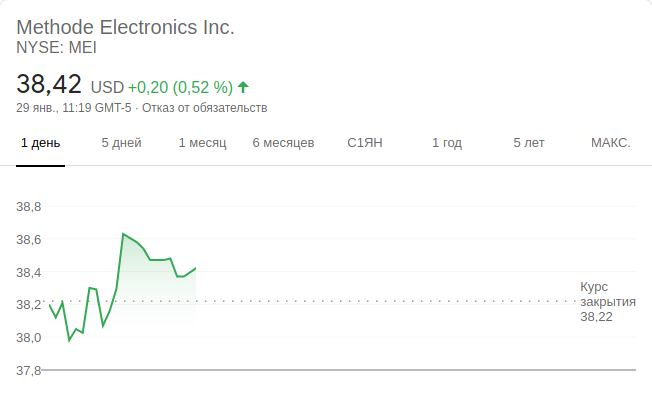 Methode Electronics Inc.
NYSE: MEI
38,42 USD +0,20 (0,52 %)
29 янв., 11:19 GMT-5 · Отказ от обязательств
1 день 5 дней 1 месяц 6 месяцев С1ЯН 1 год 5 лет МАКС.
38,8
38,6
38,4
38,2
38,0
37,8
Курс
закрытия
38,22